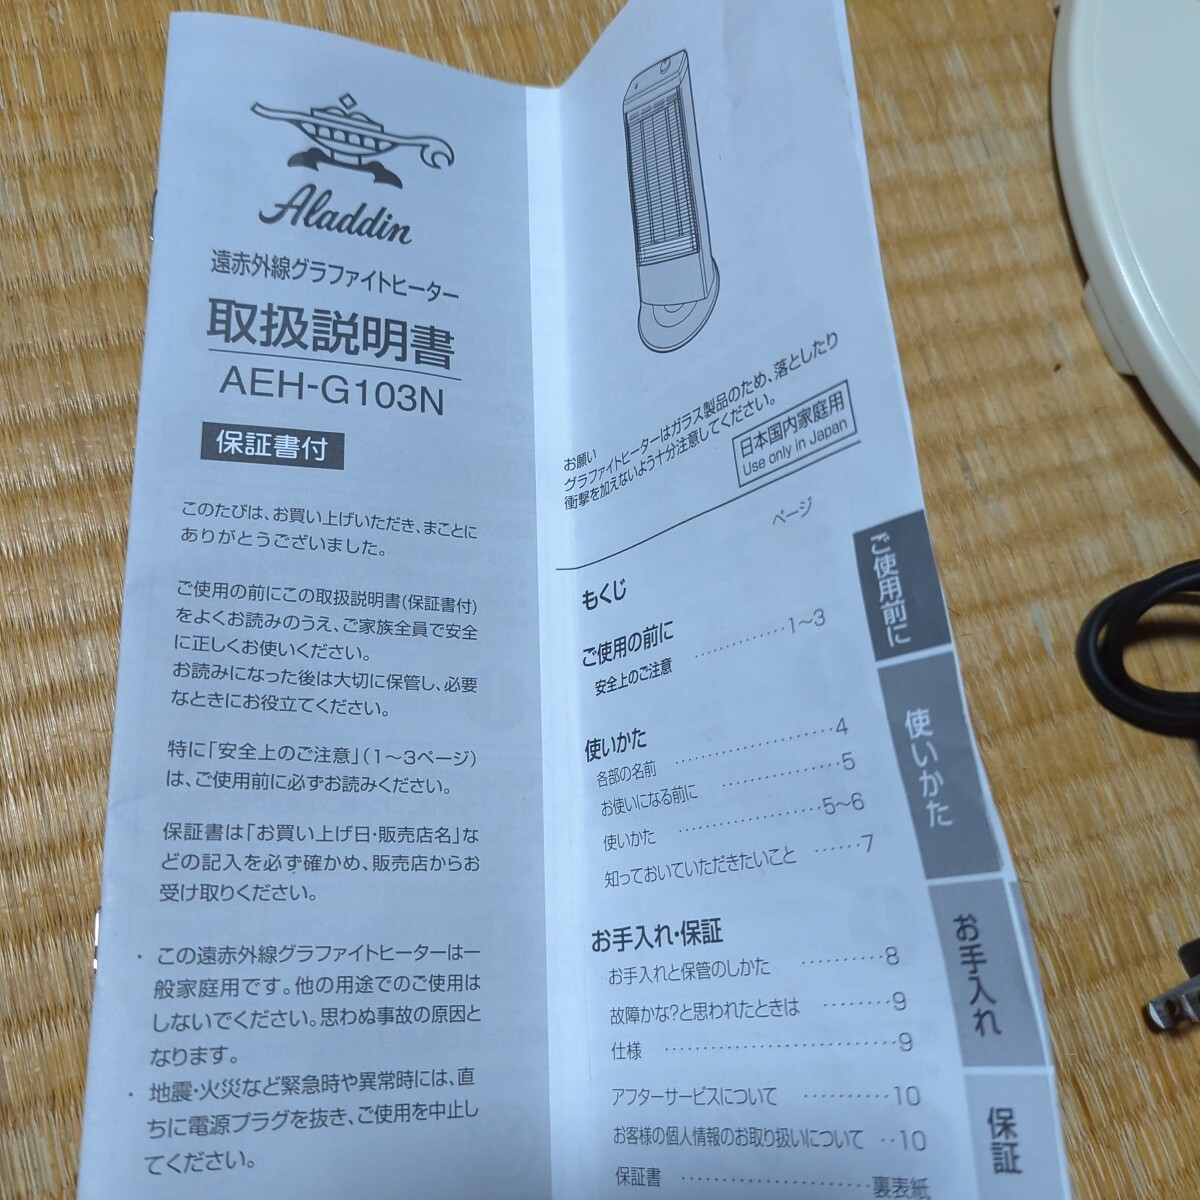 Aladdin
遠赤外線グラファイトヒーター
取扱説明書
AEH-G103N
保証書付
このたびは、お買い上げいただき、まことに
ありがとうございました。
ご使用の前にこの取扱説明書(保証書付)
をよくお読みのうえ、ご家族全員で安全
に正しくお使いください。
お読みになった後は大切に保管し、必要
なときにお役立てください。
特に「安全上のご注意」(1〜3ページ)
は、ご使用前に必ずお読みください。
保証書は「お買い上げ日・販売店名」な
どの記入を必ず確かめ、販売店からお
受け取りください。
・この遠赤外線グラファイトヒーターは一
般家庭用です。他の用途でのご使用は
しないでください。思わぬ事故の原因と
なります。
・地震・火災など緊急時や異常時には、直
ちに電源プラグを抜き、ご使用を中止し
てください。
お願い
グラファイトヒーターはガラス製品のため、落としたり
衝撃を加えないよう十分注意してください。
日本国内家庭用
Use only in Japan
ページ
もくじ
ご使用の前に
安全上のご注意 ············1〜3
使いかた
各部の名前 ····················4
お使いになる前に ···············5
使いかた ··················5〜6
知っておいていただきたいこと ······7
お手入れ・保証
お手入れと保管のしかた ··········8
故障かな?と思われたときは ········9
仕様 ····························9
アフターサービスについて ··········10
お客様の個人情報のお取り扱いについて ··10
保証書 ·······················裏表紙
ご使用前に
使いかた
お手入れ
保証